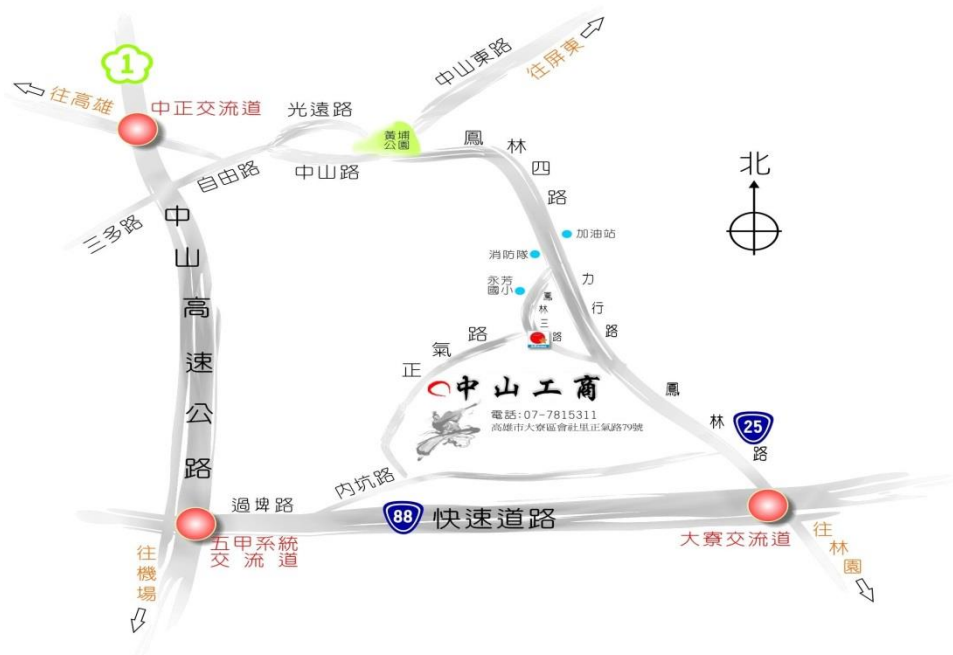 1
往高雄
中正交流道
光遠路
黃埔
公園
中山東路
往屏東
鳳林四路
北
自由路
中山路
三多路
中山高速公路
加油站
消防隊
永芳
國小
力行路
鳳林三路
正氣路
中山工商
電話:07-7815311
高雄市大寮區會社里正氣路79號
鳳林路
25
內坑路
過埤路
88
快速道路
五甲系統
交流道
大寮交流道
往機場
往林園